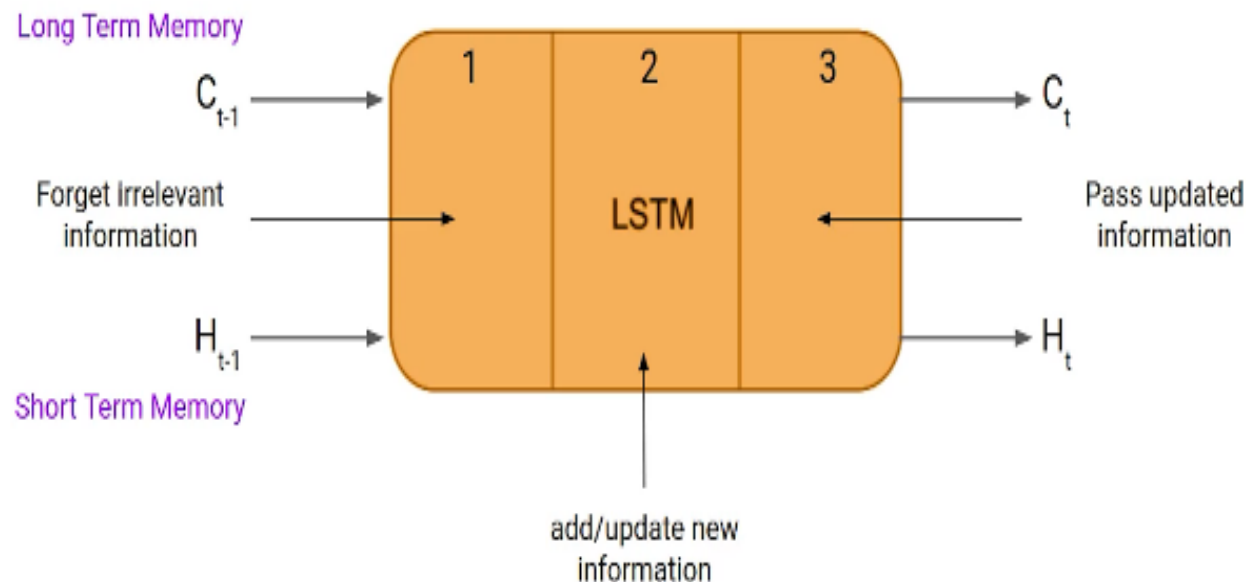 Long Term Memory
1 2 3
C t-1
C t
Forget irrelevant
information
LSTM
Pass updated
information
H t-1
H t
Short Term Memory
add/update new
information